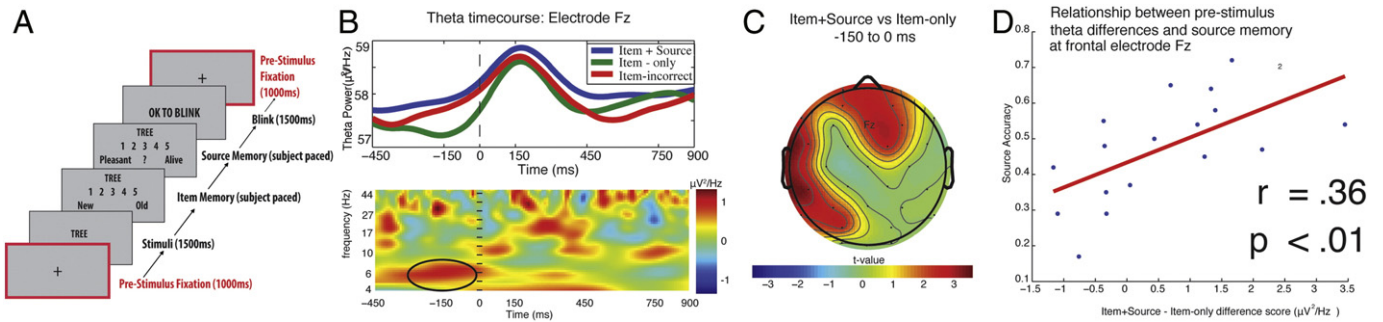 A
Pre-Stimulus
Fixation
(1000ms)
+
OK TO BLINK
Blink (1500ms)
TREE
1 2 3 4 5
Pleasant ? Alive
Source Memory (subject paced)
TREE
1 2 3 4 5
New Old
Item Memory (subject paced)
TREE
Stimuli (1500ms)
+
Pre-Stimulus Fixation (1000ms)
B
Theta timecourse: Electrode Fz
Theta Power(µV²/Hz)
59
58
57
Item + Source
Item - only
Item-incorrect
-450 -300 -150 0 150 300 450 600 750 900
Time (ms)
frequency (Hz)
44
27
17
10
6
4
µV²/Hz
1
0
-1
-450 -150 0 150 450 750 900
Time (ms)
C
Item+Source vs Item-only
-150 to 0 ms
Fz
t-value
−3 −2 −1 0 1 2 3
D
Relationship between pre-stimulus
theta differences and source memory
at frontal electrode Fz
Source Accuracy
0.8
0.7
0.6
0.5
0.4
0.3
0.2
0.1
2
r = .36
p < .01
−1.5 −1 −0.5 0 0.5 1 1.5 2 2.5 3 3.5
Item+Source - Item-only difference score (µV²/Hz )